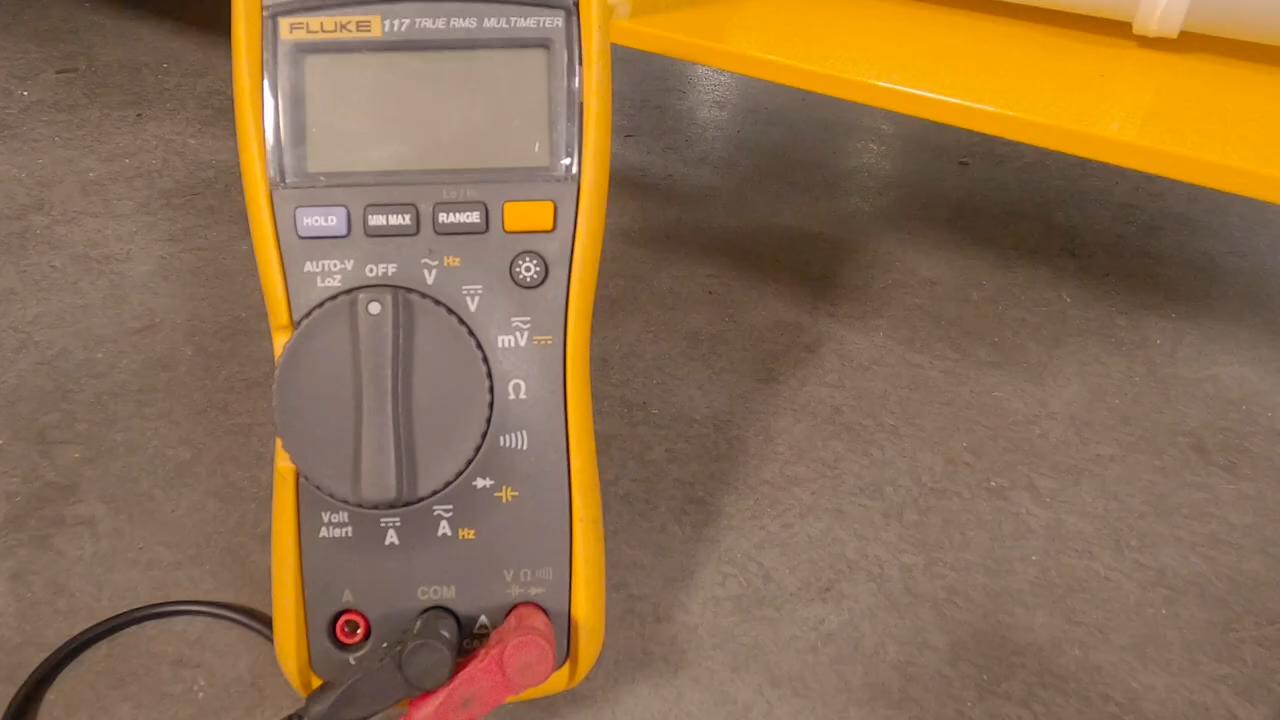 FLUKE 117 TRUE RMS MULTIMETER
Lo / Hi
HOLD MIN MAX RANGE
AUTO-V LoZ
OFF
V Hz
V
mV
Ω
Volt Alert
A
A Hz
A
COM
V Ω